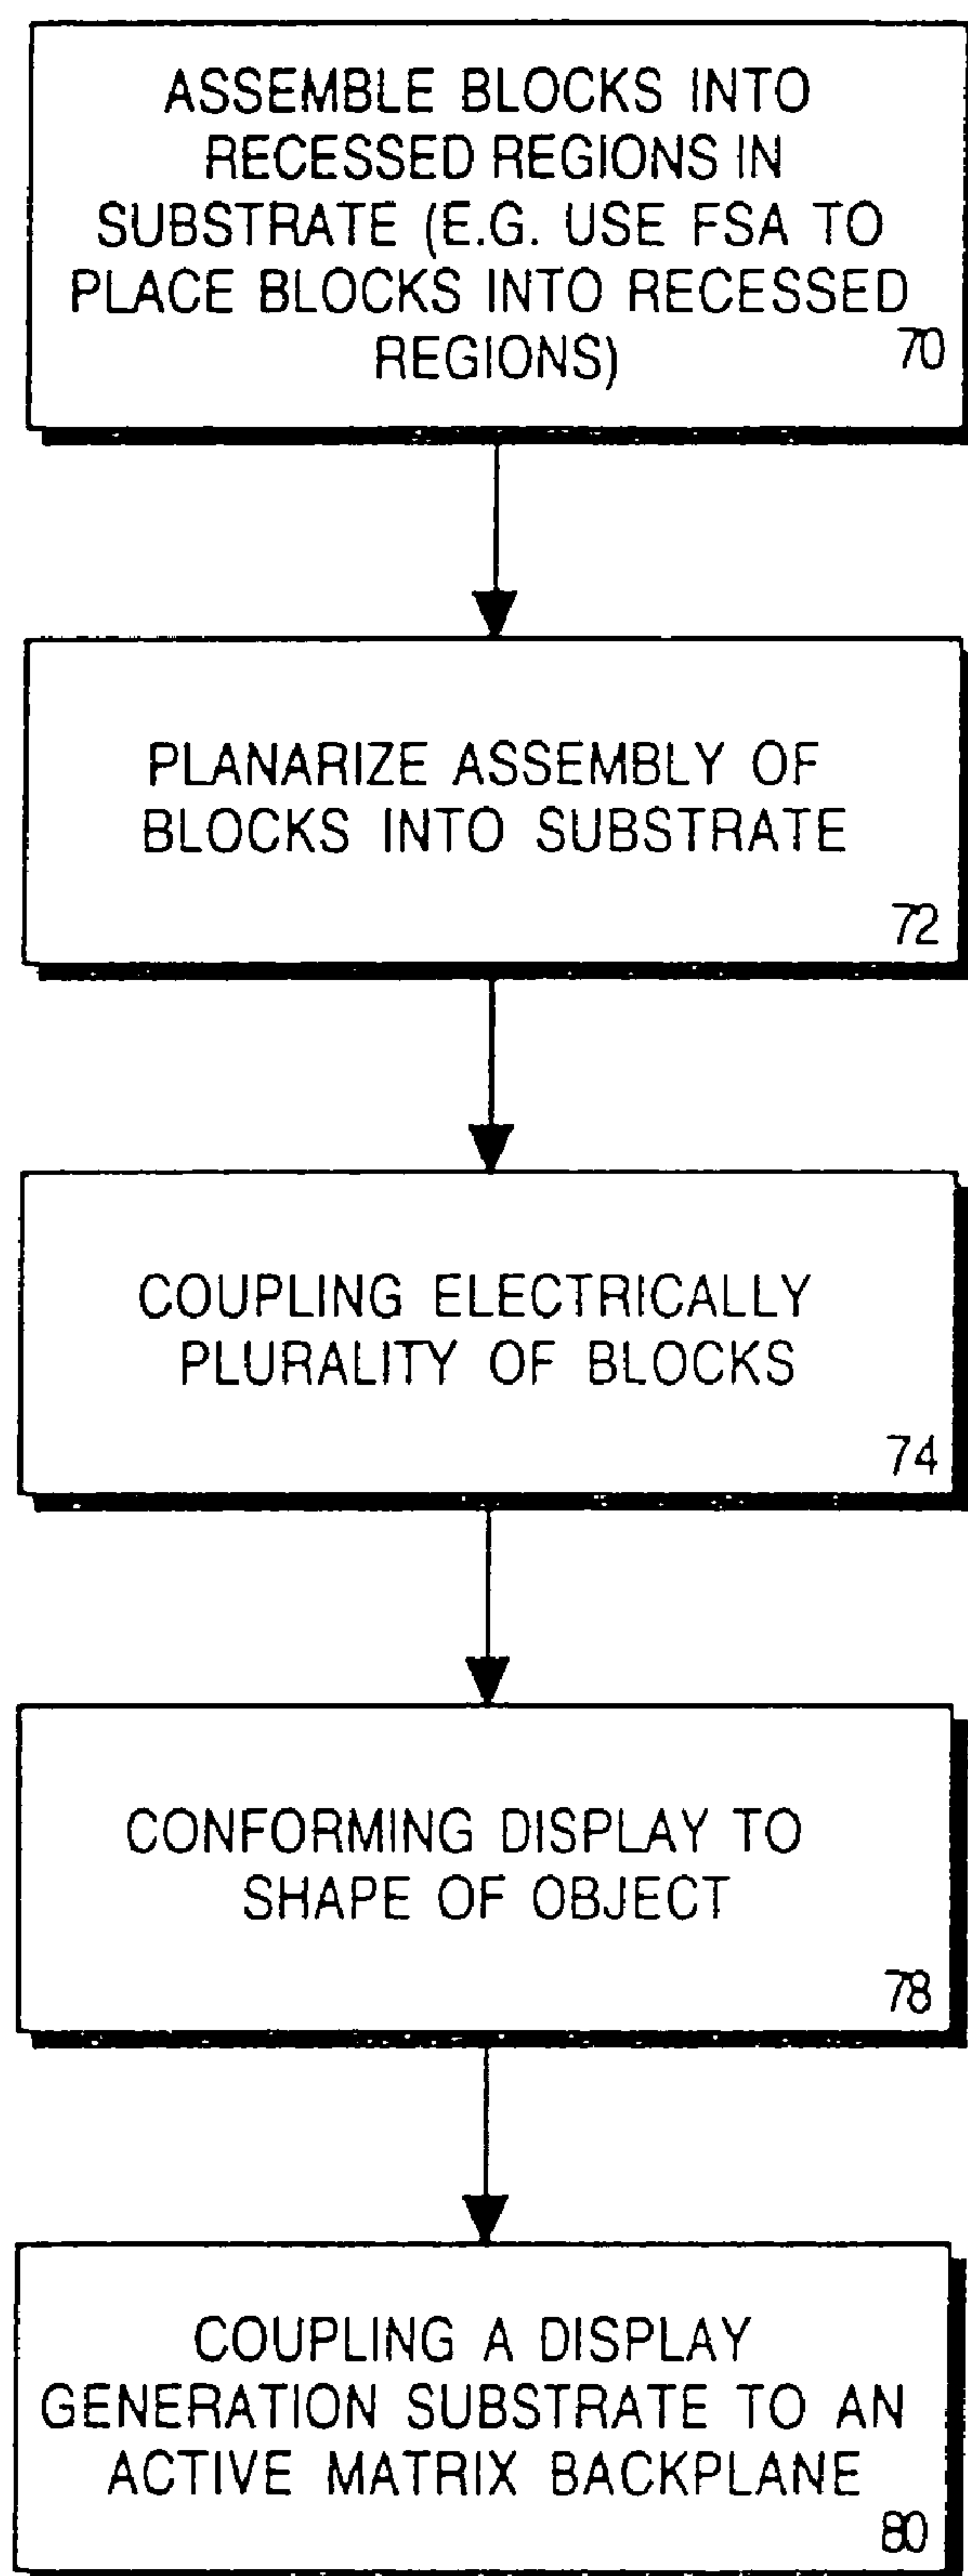 ASSEMBLE BLOCKS INTO
RECESSED REGIONS IN
SUBSTRATE (E.G. USE FSA TO
PLACE BLOCKS INTO RECESSED
REGIONS)
70
PLANARIZE ASSEMBLY OF
BLOCKS INTO SUBSTRATE
72
COUPLING ELECTRICALLY
PLURALITY OF BLOCKS
74
CONFORMING DISPLAY TO
SHAPE OF OBJECT
78
COUPLING A DISPLAY
GENERATION SUBSTRATE TO AN
ACTIVE MATRIX BACKPLANE
80